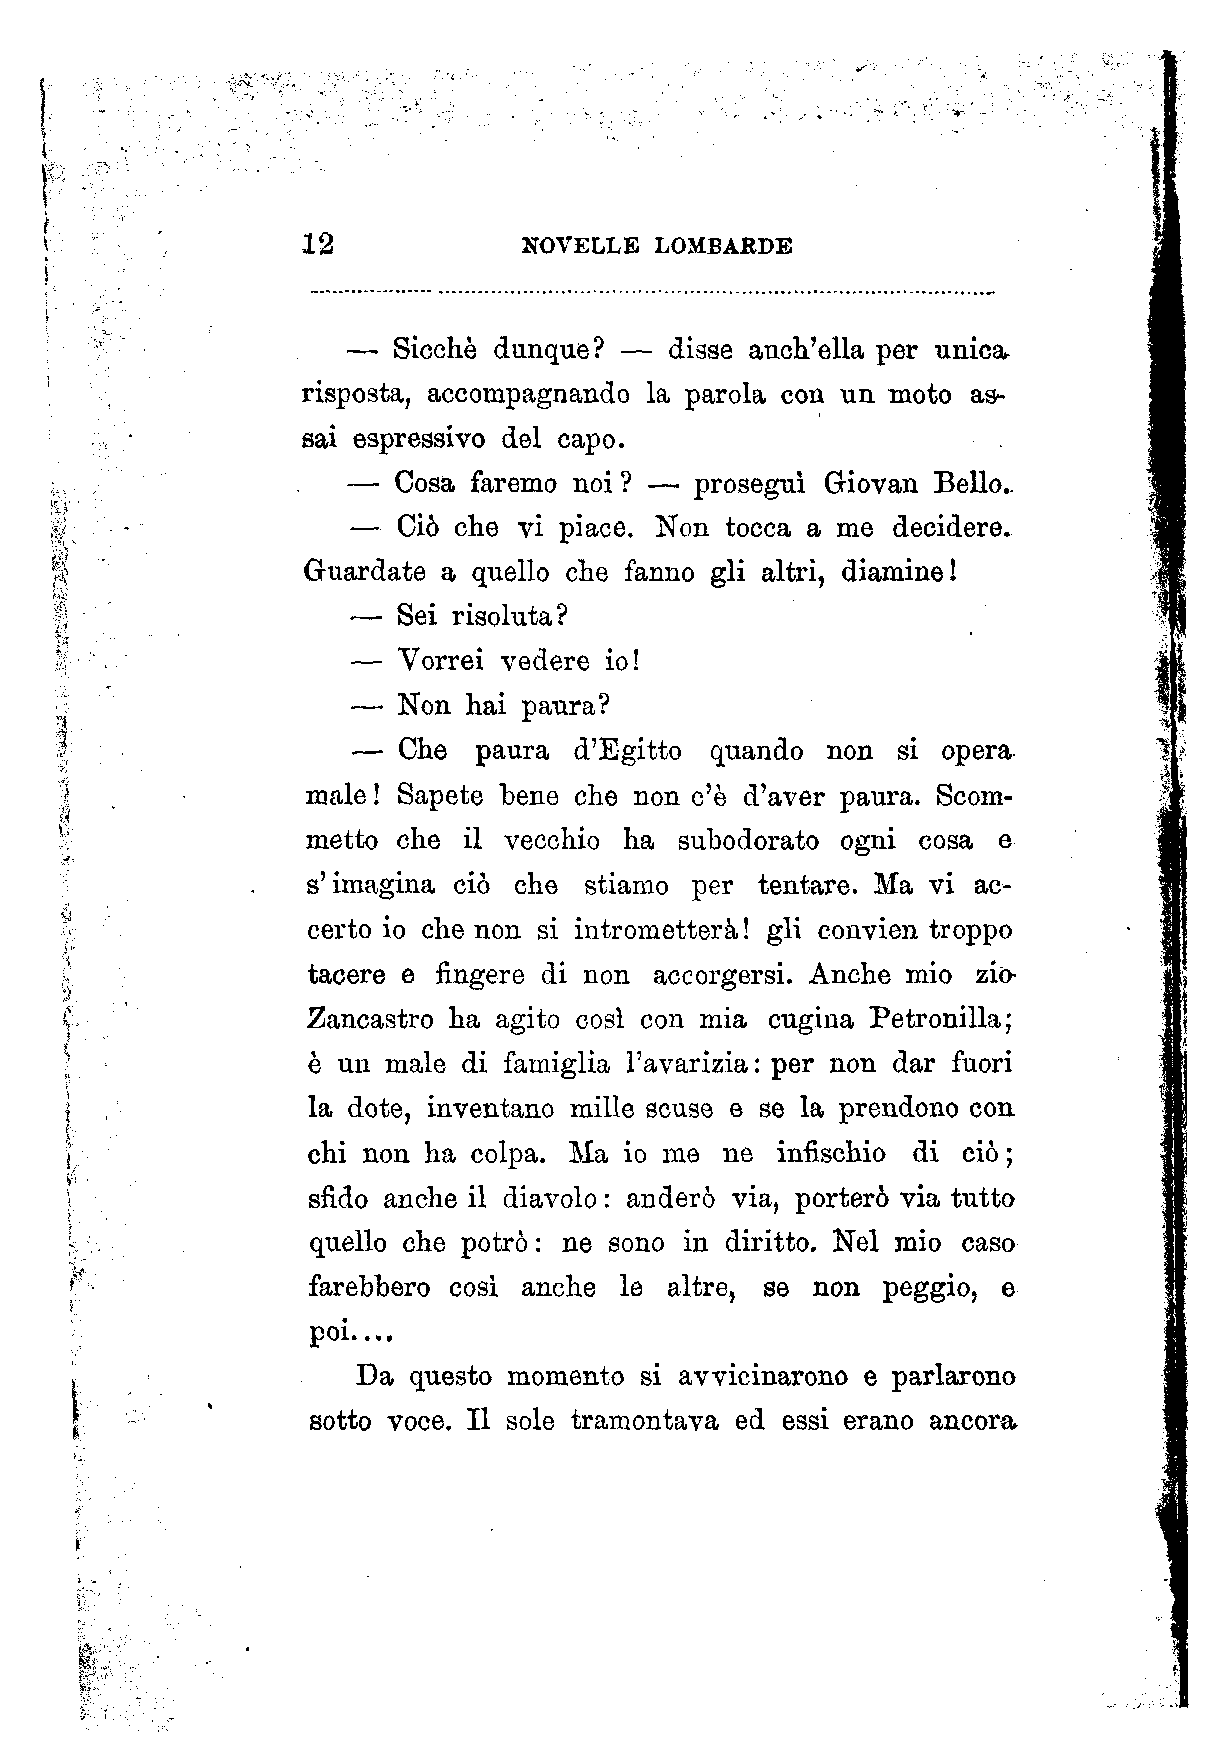 12 NOVELLE LOMBARDE
— Sicchè dunque? — disse anch'ella per unica
risposta, accompagnando la parola con un moto as-
sai espressivo del capo.
— Cosa faremo noi? — proseguì Giovan Bello.
— Ciò che vi piace. Non tocca a me decidere.
Guardate a quello che fanno gli altri, diamine!
— Sei risoluta?
— Vorrei vedere io!
— Non hai paura?
— Che paura d'Egitto quando non si opera
male! Sapete bene che non c'è d'aver paura. Scom-
metto che il vecchio ha subodorato ogni cosa e
s'imagina ciò che stiamo per tentare. Ma vi ac-
certo io che non si intrometterà! gli convien troppo
tacere e fingere di non accorgersi. Anche mio zio
Zancastro ha agito così con mia cugina Petronilla;
è un male di famiglia l'avarizia: per non dar fuori
la dote, inventano mille scuse e se la prendono con
chi non ha colpa. Ma io me ne infischio di ciò;
sfido anche il diavolo: anderò via, porterò via tutto
quello che potrò: ne sono in diritto. Nel mio caso
farebbero così anche le altre, se non peggio, e
poi....
Da questo momento si avvicinarono e parlarono
sotto voce. Il sole tramontava ed essi erano ancora